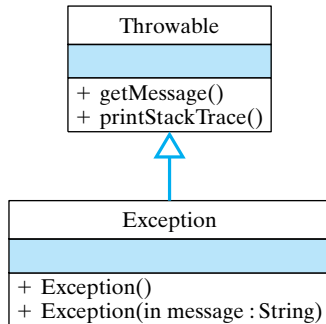 Throwable
+ getMessage()
+ printStackTrace()
Exception
+ Exception()
+ Exception(in message : String)